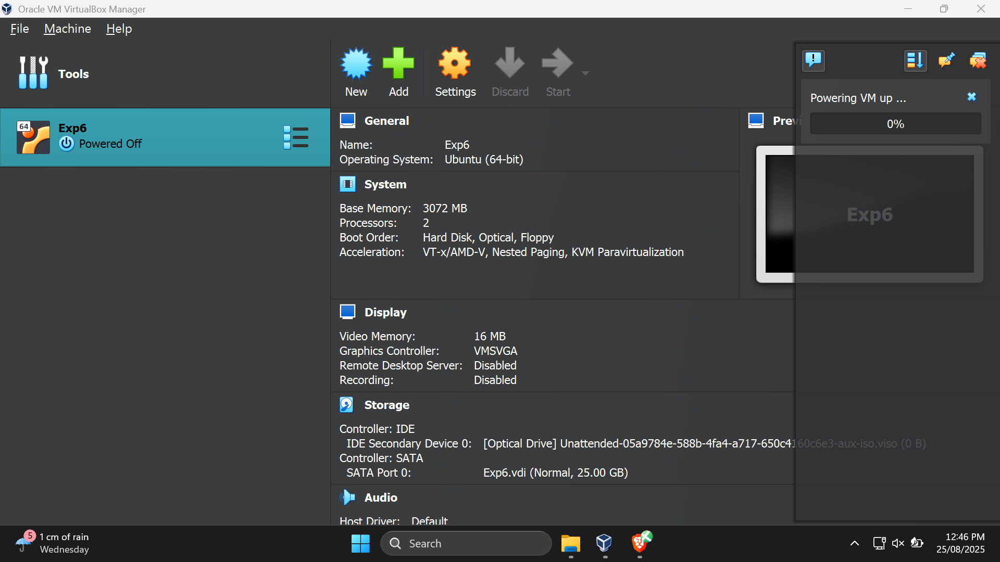 Oracle VM VirtualBox Manager
File Machine Help
Tools
New Add Settings Discard Start
64
Exp6
Powered Off
General
Name: Exp6
Operating System: Ubuntu (64-bit)
System
Base Memory: 3072 MB
Processors: 2
Boot Order: Hard Disk, Optical, Floppy
Acceleration: VT-x/AMD-V, Nested Paging, KVM Paravirtualization
Previ
Powering VM up ...
0%
Exp6
Display
Video Memory: 16 MB
Graphics Controller: VMSVGA
Remote Desktop Server: Disabled
Recording: Disabled
Storage
Controller: IDE
IDE Secondary Device 0: [Optical Drive] Unattended-05a9784e-588b-4fa4-a717-650c4160c6e3-aux-iso.viso (0 B)
Controller: SATA
SATA Port 0: Exp6.vdi (Normal, 25.00 GB)
Audio
Host Driver: Default
5
1 cm of rain
Wednesday
Search
12:46 PM
25/08/2025